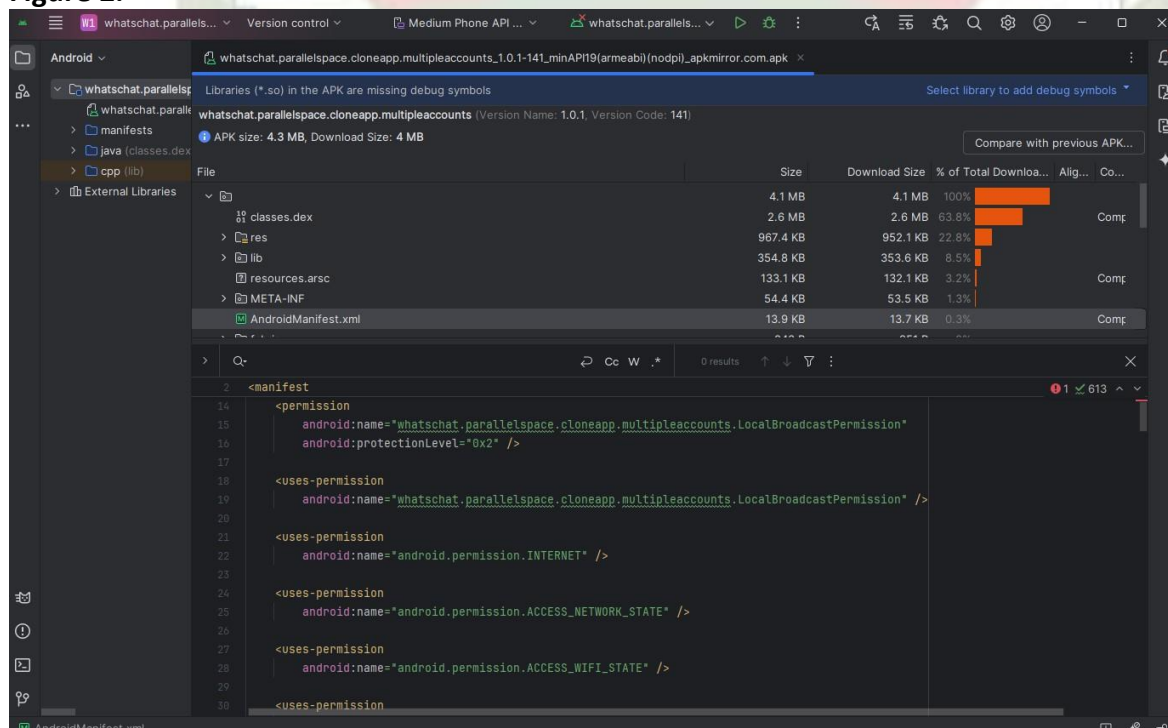 W1 whatschat.parallels... Version control Medium Phone API ... whatschat.parallels...
Android
whatschat.parallelspace.cloneapp.multipleaccounts_1.0.1-141_minAPI19(armeabi)(nodpi)_apkmirror.com.apk
whatschat.parallelsp
whatschat.paralle
manifests
java (classes.dex
cpp (lib)
External Libraries
Libraries (*.so) in the APK are missing debug symbols Select library to add debug symbols
whatschat.parallelspace.cloneapp.multipleaccounts (Version Name: 1.0.1, Version Code: 141)
APK size: 4.3 MB, Download Size: 4 MB
Compare with previous APK...
File Size Download Size % of Total Downloa... Alig... Co...
4.1 MB 4.1 MB 100%
classes.dex 2.6 MB 2.6 MB 63.8% Comp
res 967.4 KB 952.1 KB 22.8%
lib 354.8 KB 353.6 KB 8.5%
resources.arsc 133.1 KB 132.1 KB 3.2% Comp
META-INF 54.4 KB 53.5 KB 1.3%
AndroidManifest.xml 13.9 KB 13.7 KB 0.3% Comp
Cc W .* 0 results
2 <manifest 1 613
14 <permission
15 android:name="whatschat.parallelspace.cloneapp.multipleaccounts.LocalBroadcastPermission"
16 android:protectionLevel="0x2" />
17
18 <uses-permission
19 android:name="whatschat.parallelspace.cloneapp.multipleaccounts.LocalBroadcastPermission" />
20
21 <uses-permission
22 android:name="android.permission.INTERNET" />
23
24 <uses-permission
25 android:name="android.permission.ACCESS_NETWORK_STATE" />
26
27 <uses-permission
28 android:name="android.permission.ACCESS_WIFI_STATE" />
29
30 <uses-permission
AndroidManifest.xml